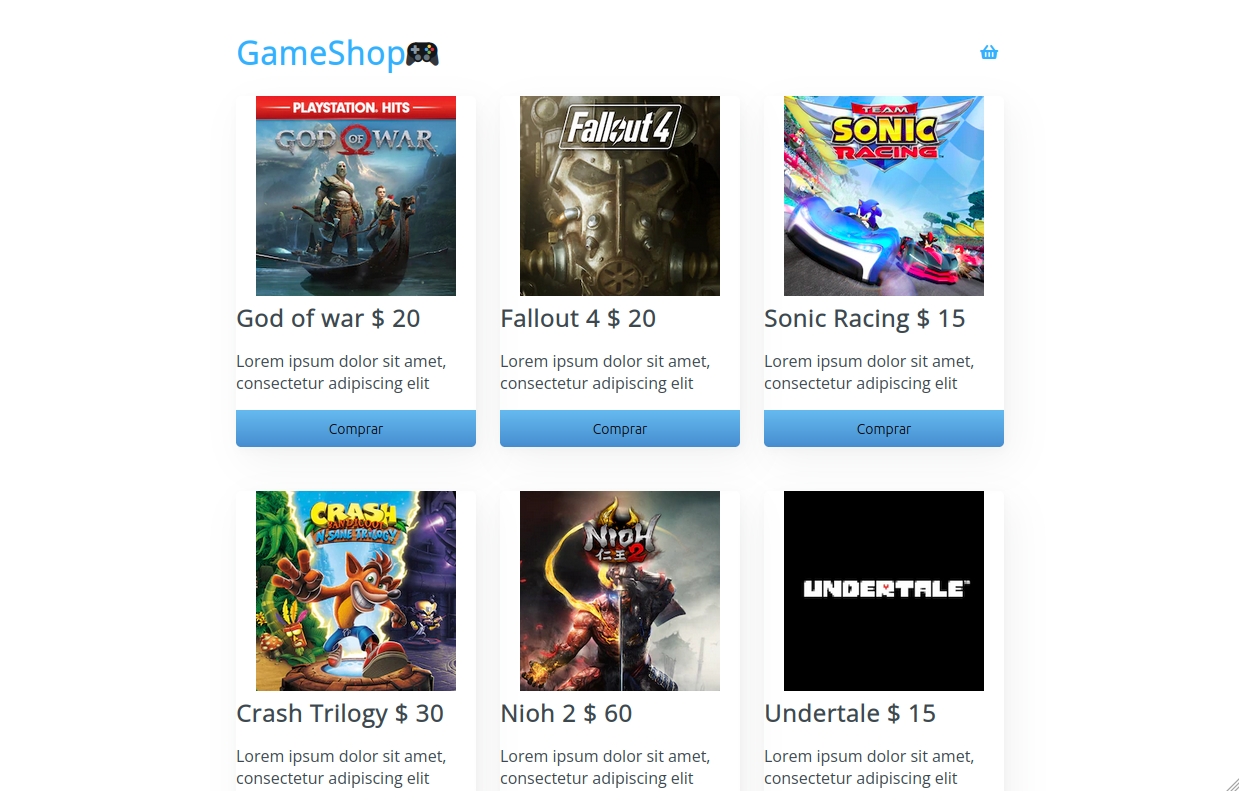 GameShop
PLAYSTATION HITS
GOD OF WAR
Fallout 4
TEAM
SONIC
RACING
God of war $ 20
Fallout 4 $ 20
Sonic Racing $ 15
Lorem ipsum dolor sit amet,
consectetur adipiscing elit
Lorem ipsum dolor sit amet,
consectetur adipiscing elit
Lorem ipsum dolor sit amet,
consectetur adipiscing elit
Comprar
Comprar
Comprar
CRASH
BANDICOOT
N. SANE TRILOGY
NIOH
仁王2
UNDERTALE™
Crash Trilogy $ 30
Nioh 2 $ 60
Undertale $ 15
Lorem ipsum dolor sit amet,
consectetur adipiscing elit
Lorem ipsum dolor sit amet,
consectetur adipiscing elit
Lorem ipsum dolor sit amet,
consectetur adipiscing elit